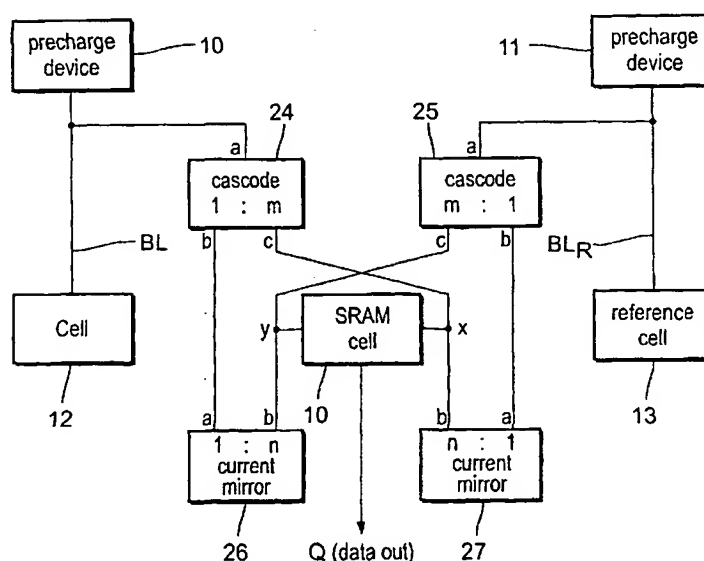 precharge
device
10
11
precharge
device
24
25
a
a
cascode
1 : m
cascode
m : 1
b
c
c
b
BL
BL_R
Cell
y
SRAM
cell
x
reference
cell
12
10
13
a
b
b
a
1 : n
current
mirror
n : 1
current
mirror
26
Q (data out)
27